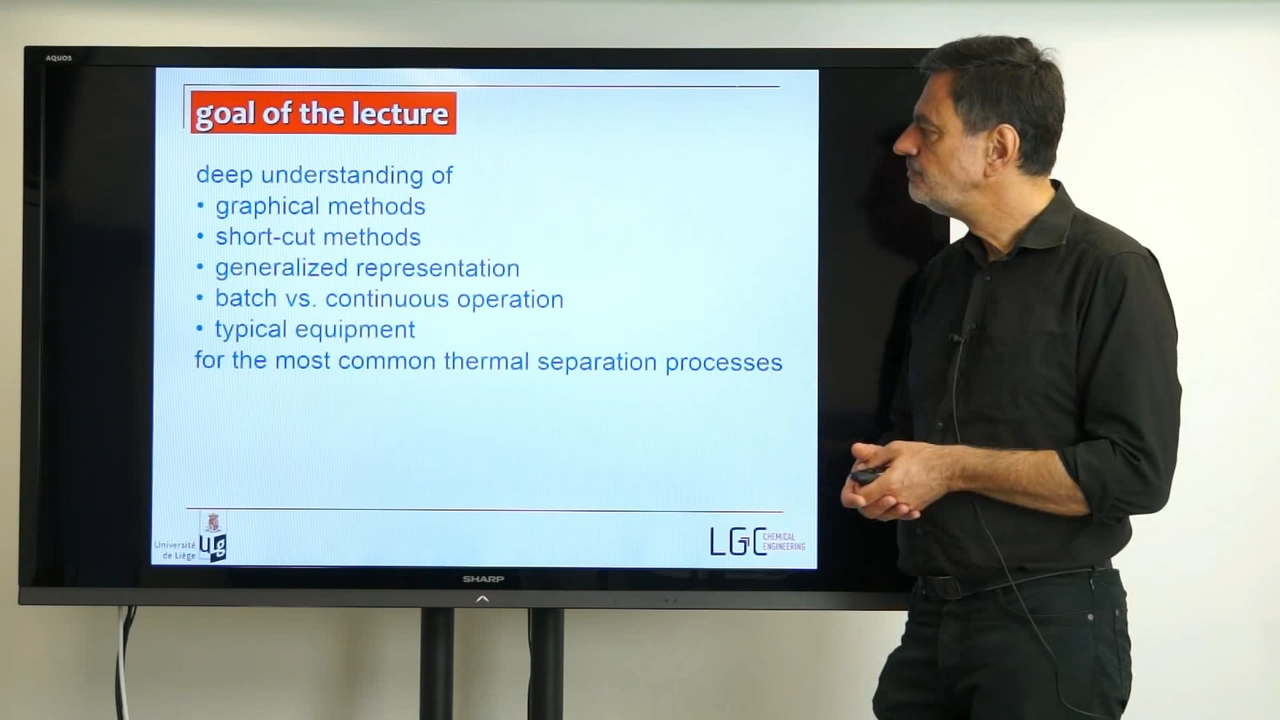 AQUOS
goal of the lecture
deep understanding of
• graphical methods
• short-cut methods
• generalized representation
• batch vs. continuous operation
• typical equipment
for the most common thermal separation processes
Université
de Liège
ULg
LGC
CHEMICAL
ENGINEERING
SHARP